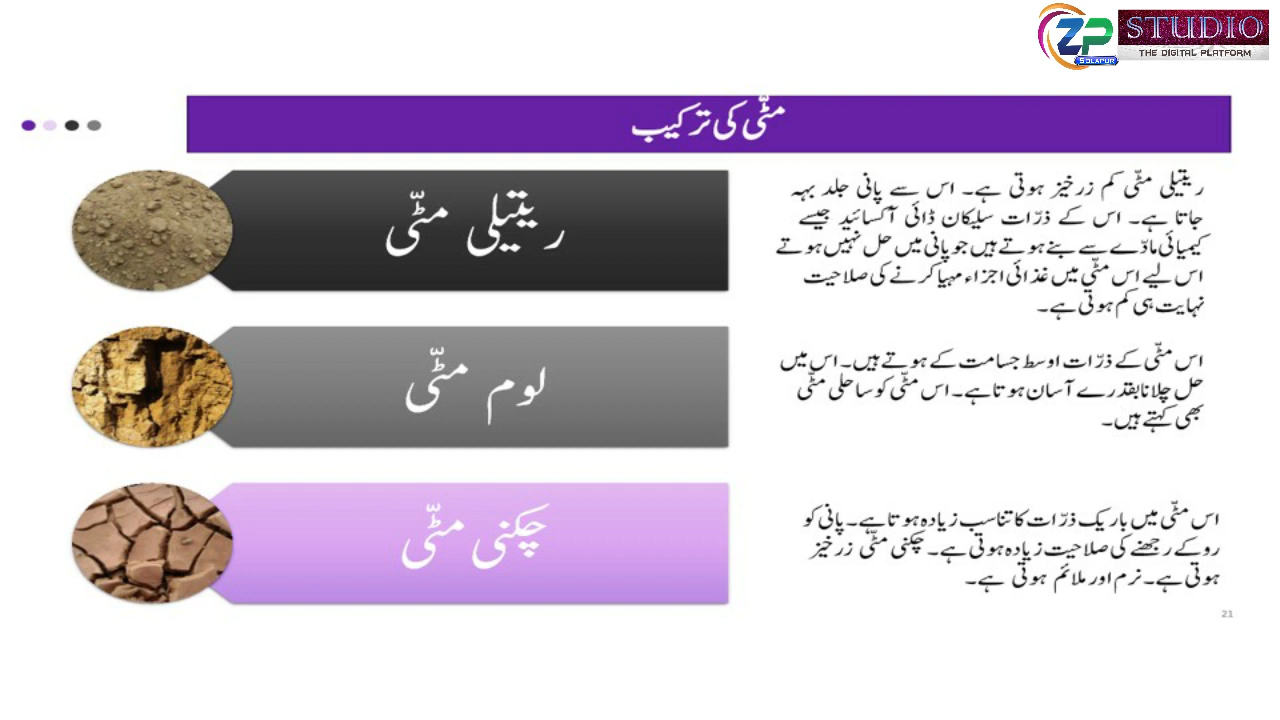 ZP STUDIO
SOLAPUR
THE DIGITAL PLATFORM
مٹّی کی ترکیب
ریتیلی مٹّی
ریتیلی مٹّی کم زرخیز ہوتی ہے۔ اس سے پانی جلد بہہ
جاتا ہے۔ اس کے ذرّات سلیکان ڈائی آکسائیڈ جیسے
کیمیائی مادّے سے بنے ہوتے ہیں جو پانی میں حل نہیں ہوتے
اس لیے اس مٹّی میں غذائی اجزاء مہیا کرنے کی صلاحیت
نہایت ہی کم ہوتی ہے۔
لوم مٹّی
اس مٹّی کے ذرّات اوسط جسامت کے ہوتے ہیں۔ اس میں
حل چلانا بقدرے آسان ہوتا ہے۔ اس مٹّی کو ساحلی مٹّی
بھی کہتے ہیں۔
چکنی مٹّی
اس مٹّی میں باریک ذرّات کا تناسب زیادہ ہوتا ہے۔ پانی کو
روکے رجھنے کی صلاحیت زیادہ ہوتی ہے۔ چکنی مٹّی زرخیز
ہوتی ہے۔ نرم اور ملائم ہوتی ہے۔
21